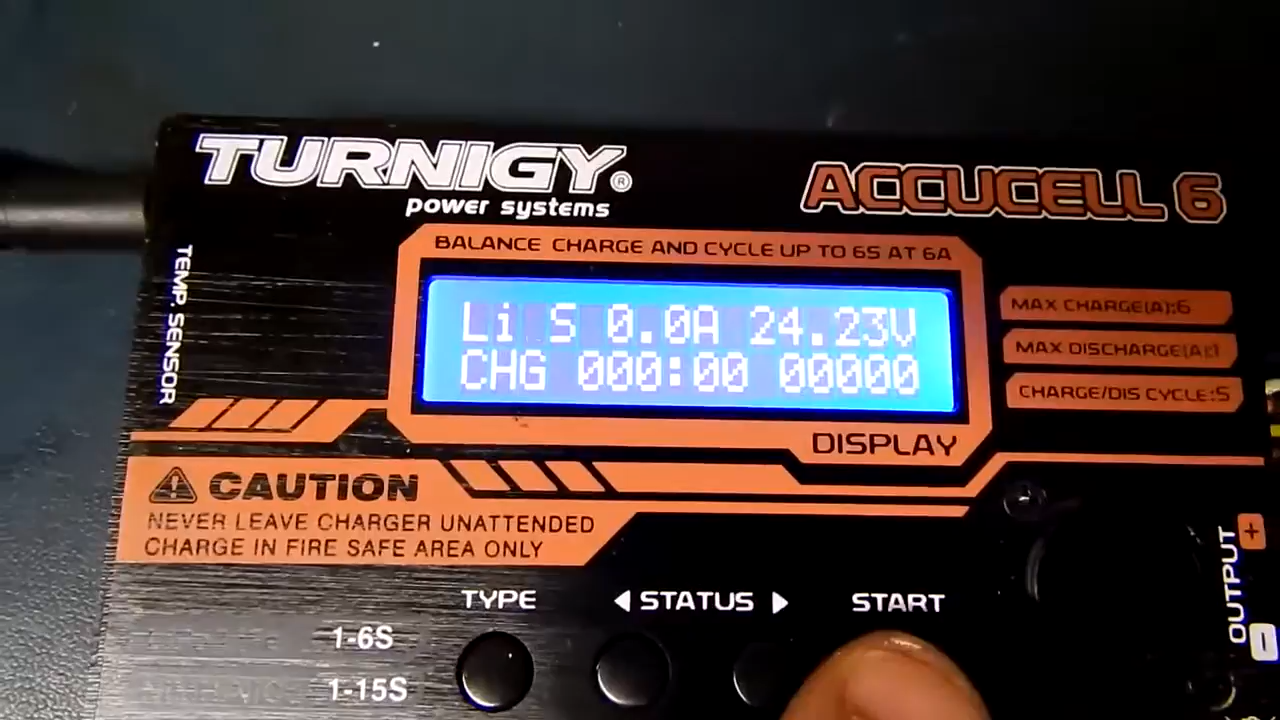 TURNIGY®
power systems
ACCUCELL 6
BALANCE CHARGE AND CYCLE UP TO 6S AT 6A
TEMP. SENSOR
Li S 0.0A 24.23V
CHG 000:00 00000
MAX CHARGE(A):6
MAX DISCHARGE(A):1
CHARGE/DIS CYCLE:5
DISPLAY
CAUTION
NEVER LEAVE CHARGER UNATTENDED
CHARGE IN FIRE SAFE AREA ONLY
OUTPUT
+
-
TYPE
◀ STATUS ▶
START
1-6S
1-15S